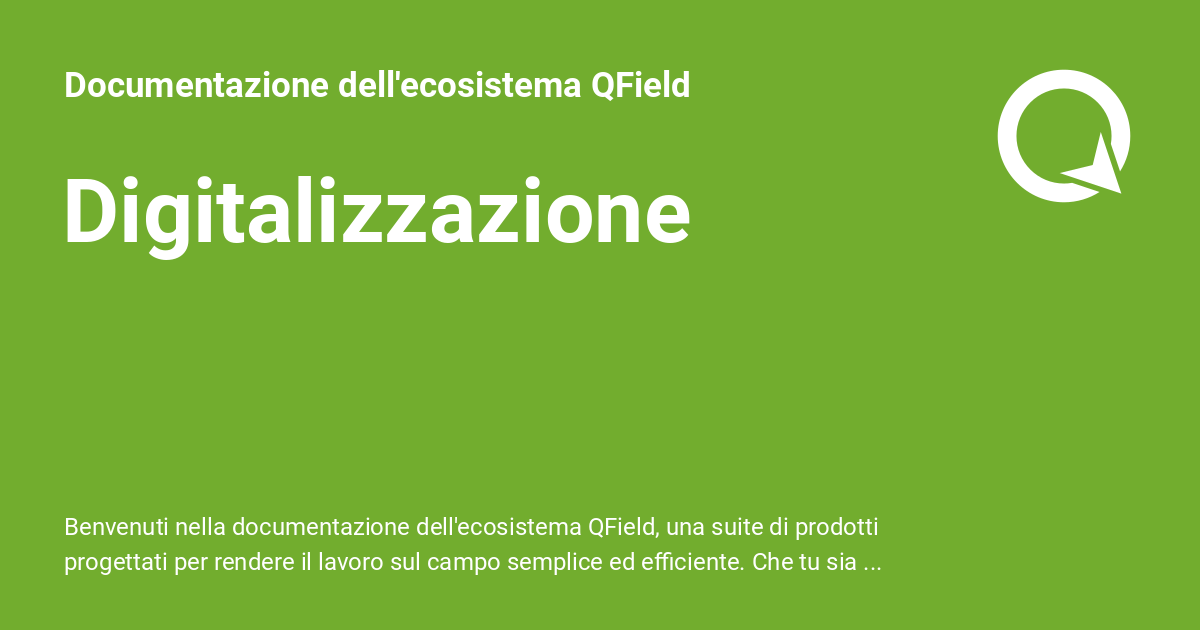 Documentazione dell'ecosistema QField
Digitalizzazione
Benvenuti nella documentazione dell'ecosistema QField, una suite di prodotti
progettati per rendere il lavoro sul campo semplice ed efficiente. Che tu sia ...